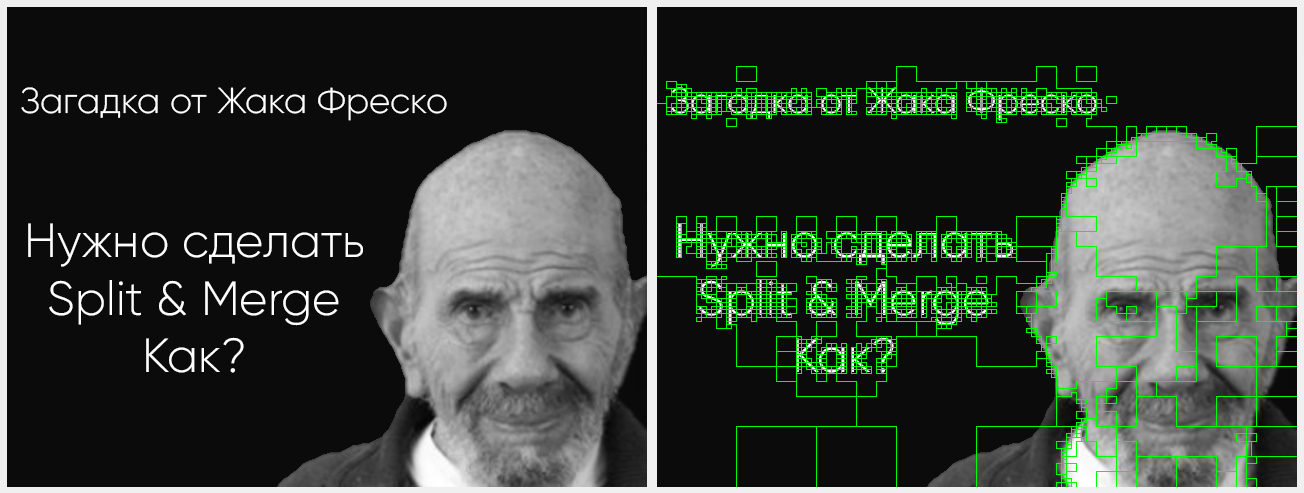 Загадка от Жака Фреско
Нужно сделать
Split & Merge
Как?
Загадка от Жака Фреско
Нужно сделать
Split & Merge
Как?